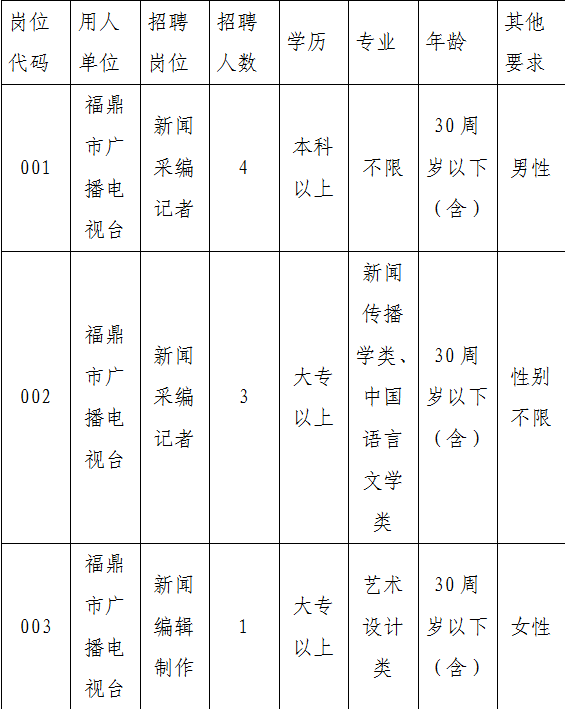 岗位代码 用人单位 招聘岗位 招聘人数 学历 专业 年龄 其他要求
001 福鼎市广播电视台 新闻采编记者 4 本科以上 不限 30周岁以下（含） 男性
002 福鼎市广播电视台 新闻采编记者 3 大专以上 新闻传播学类、中国语言文学类 30周岁以下（含） 性别不限
003 福鼎市广播电视台 新闻编辑制作 1 大专以上 艺术设计类 30周岁以下（含） 女性